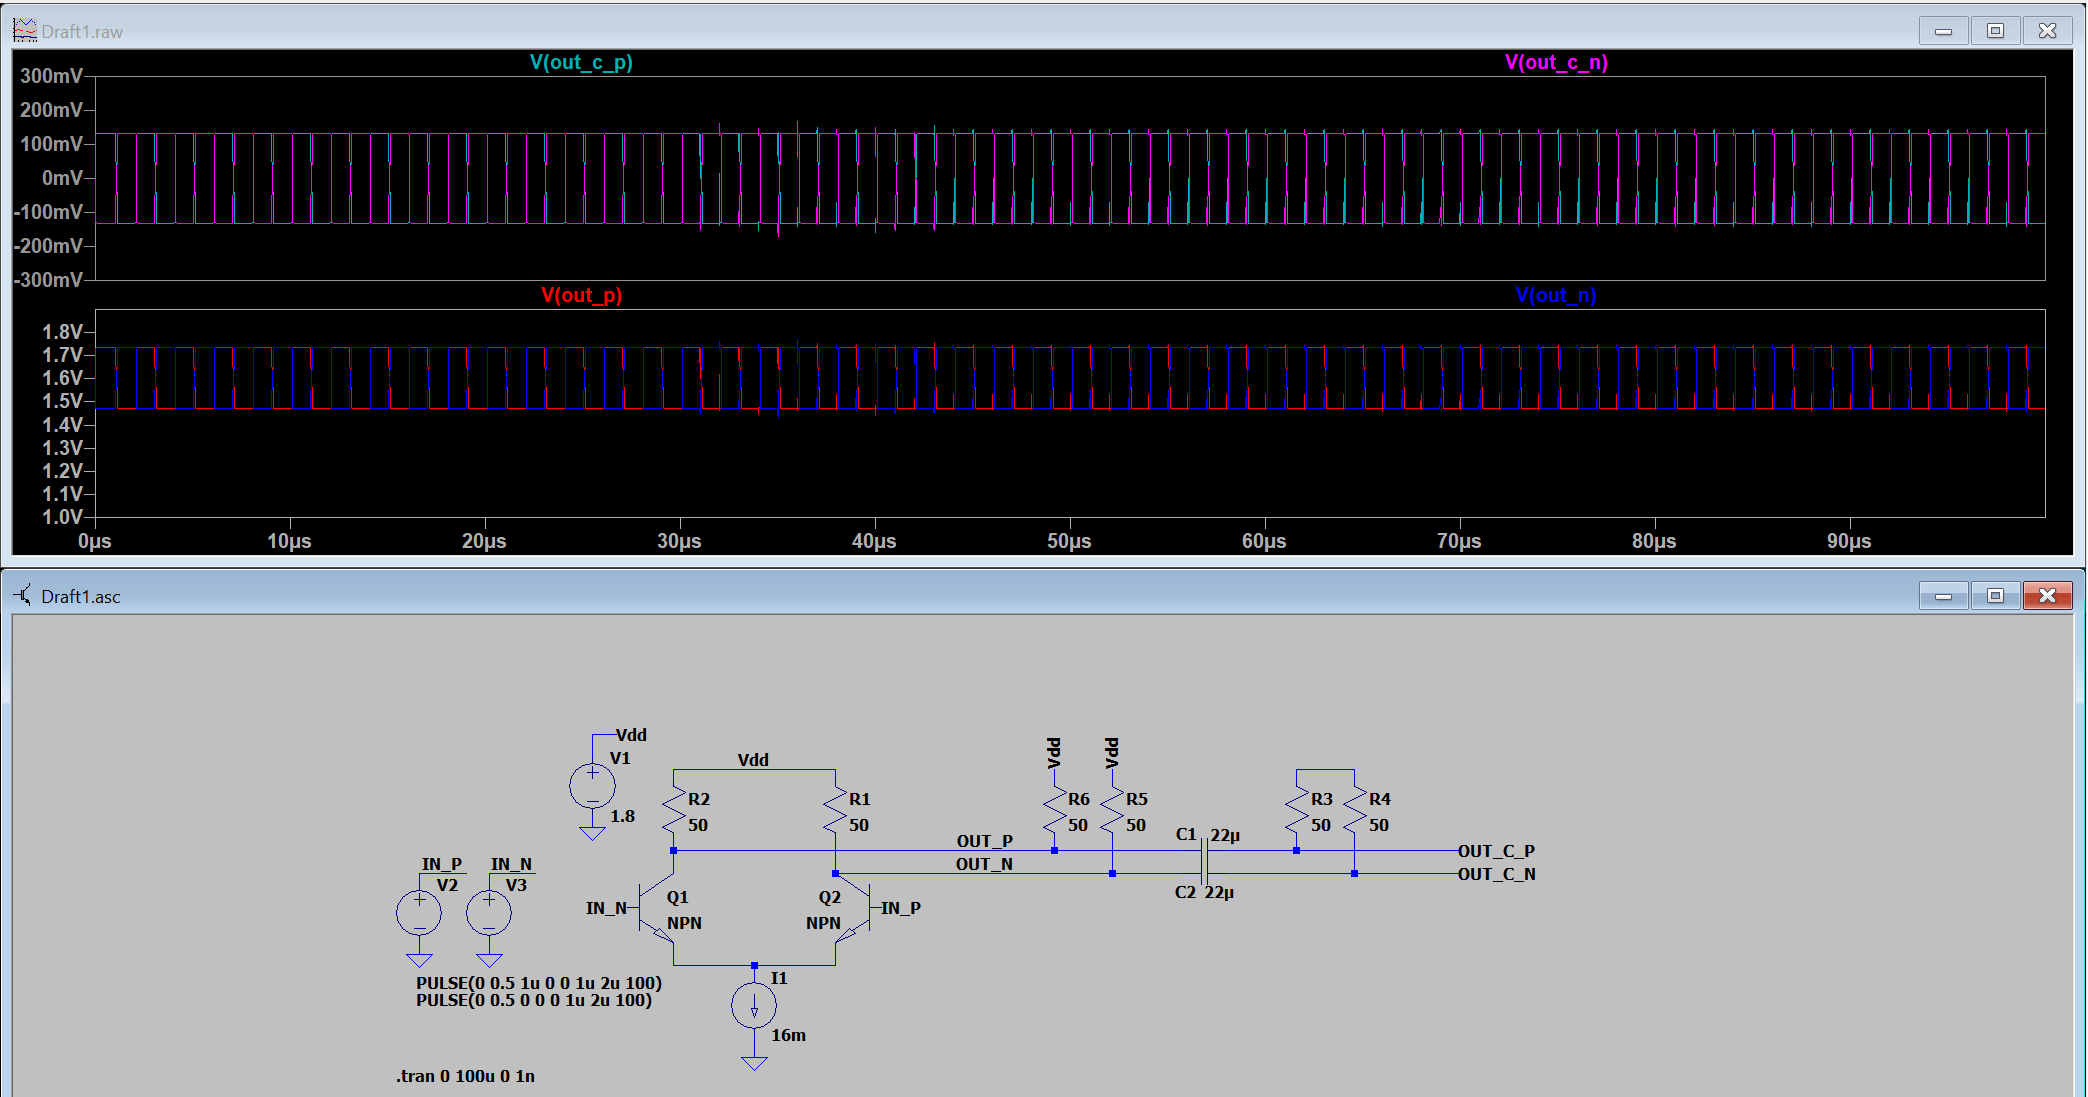 Draft1.raw
V(out_c_p) V(out_c_n)
300mV
200mV
100mV
0mV
-100mV
-200mV
-300mV
V(out_p) V(out_n)
1.8V
1.7V
1.6V
1.5V
1.4V
1.3V
1.2V
1.1V
1.0V
0µs 10µs 20µs 30µs 40µs 50µs 60µs 70µs 80µs 90µs
Draft1.asc
Vdd
V1
1.8
Vdd
R2
50
R1
50
Vdd
Vdd
R6
50
R5
50
R3
50
R4
50
OUT_P
OUT_N
C1 22µ
C2 22µ
OUT_C_P
OUT_C_N
IN_P
V2
IN_N
V3
IN_N
Q1
NPN
Q2
NPN
IN_P
PULSE(0 0.5 1u 0 0 1u 2u 100)
PULSE(0 0.5 0 0 0 1u 2u 100)
I1
16m
.tran 0 100u 0 1n